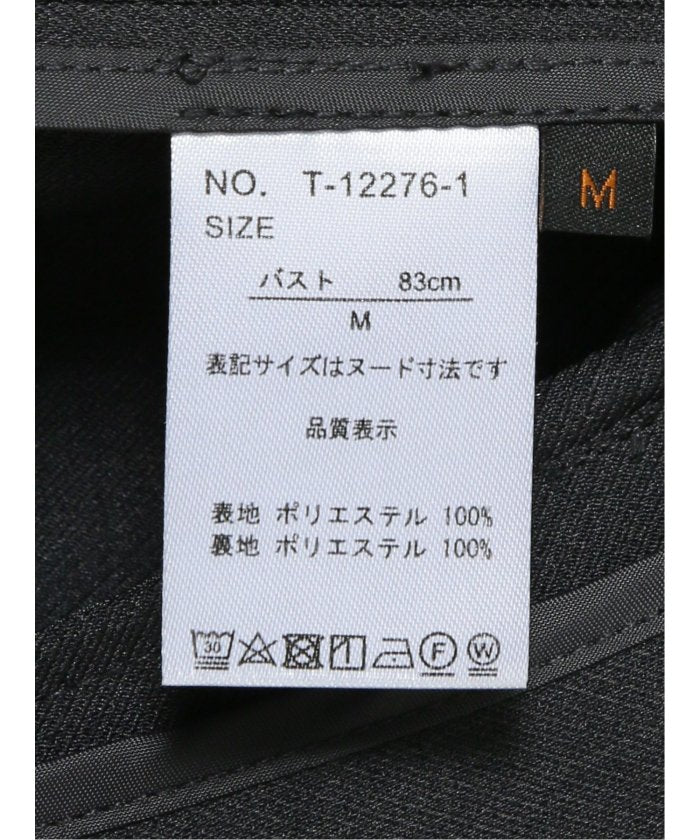 NO. T-12276-1
M
SIZE
バスト 83cm
M
表記サイズはヌード寸法です
品質表示
表地 ポリエステル 100%
裏地 ポリエステル 100%
30 F W